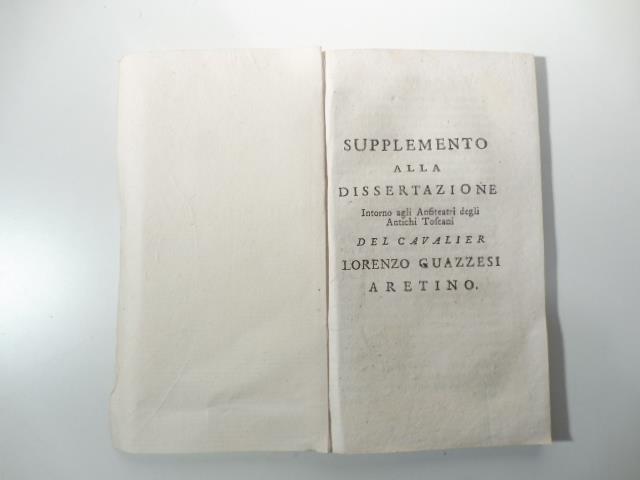 SUPPLEMENTO
ALLA
DISSERTAZIONE
Intorno agli Anfiteatri degli
Antichi Toſcani
DEL CAVALIER
LORENZO GUAZZESI
ARETINO.